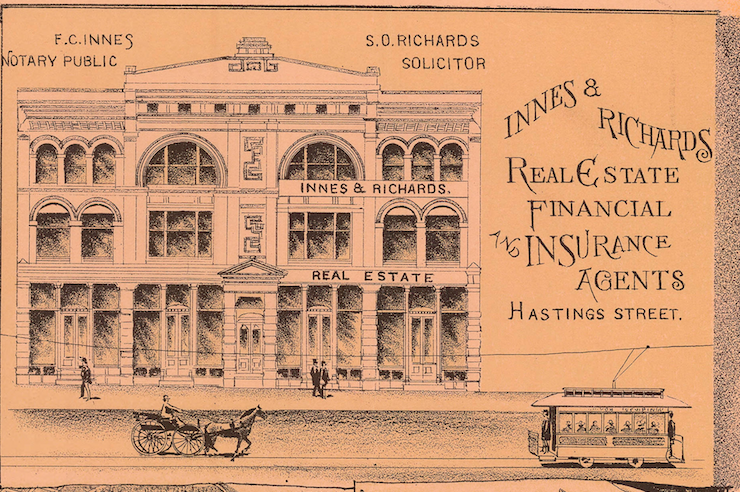 F.C. INNES
NOTARY PUBLIC
S.O. RICHARDS
SOLICITOR
INNES & RICHARDS.
REAL ESTATE
INNES &
RICHARDS
REAL ESTATE
FINANCIAL
AND INSURANCE
AGENTS
HASTINGS STREET.